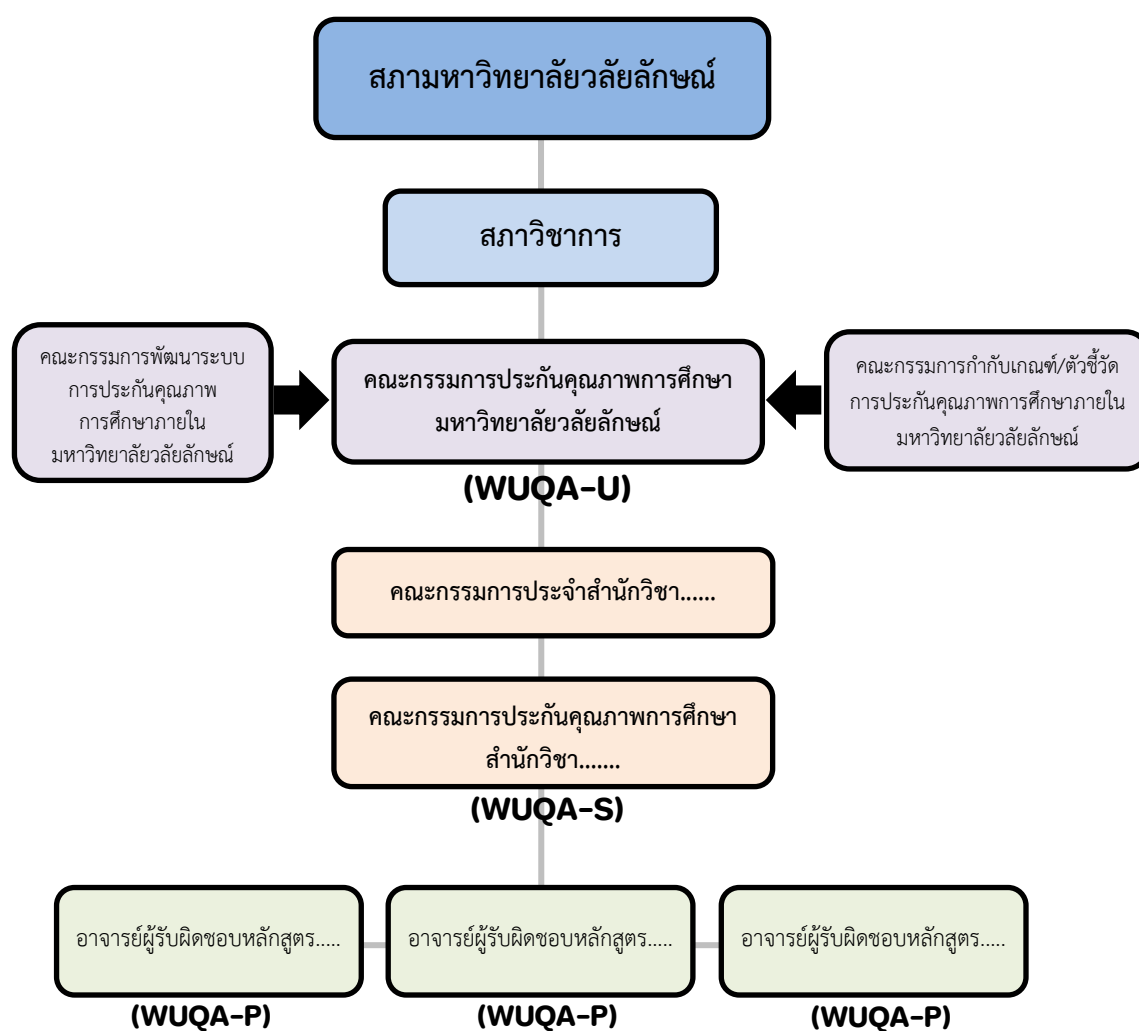 สภามหาวิทยาลัยวลัยลักษณ์
สภาวิชาการ
คณะกรรมการพัฒนาระบบ
การประกันคุณภาพ
การศึกษาภายใน
มหาวิทยาลัยวลัยลักษณ์
คณะกรรมการประกันคุณภาพการศึกษา
มหาวิทยาลัยวลัยลักษณ์
(WUQA-U)
คณะกรรมการกำกับเกณฑ์/ตัวชี้วัด
การประกันคุณภาพการศึกษาภายใน
มหาวิทยาลัยวลัยลักษณ์
คณะกรรมการประจำสำนักวิชา......
คณะกรรมการประกันคุณภาพการศึกษา
สำนักวิชา.......
(WUQA-S)
อาจารย์ผู้รับผิดชอบหลักสูตร.....
(WUQA-P)
อาจารย์ผู้รับผิดชอบหลักสูตร.....
(WUQA-P)
อาจารย์ผู้รับผิดชอบหลักสูตร.....
(WUQA-P)